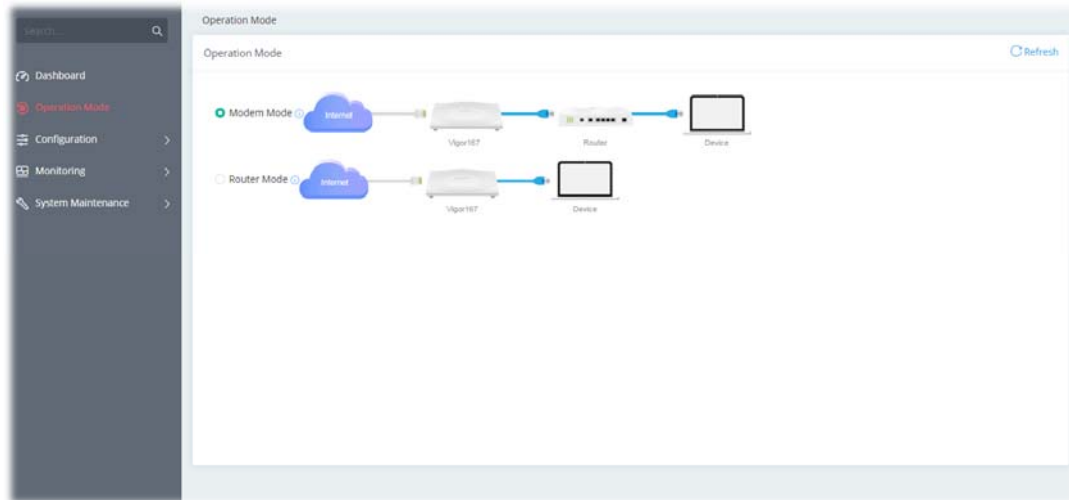 Search...
Dashboard
Operation Mode
Configuration
Monitoring
System Maintenance
Operation Mode
Operation Mode
Refresh
Modem Mode
Internet
Vigor167
Router
Device
Router Mode
Internet
Vigor167
Device